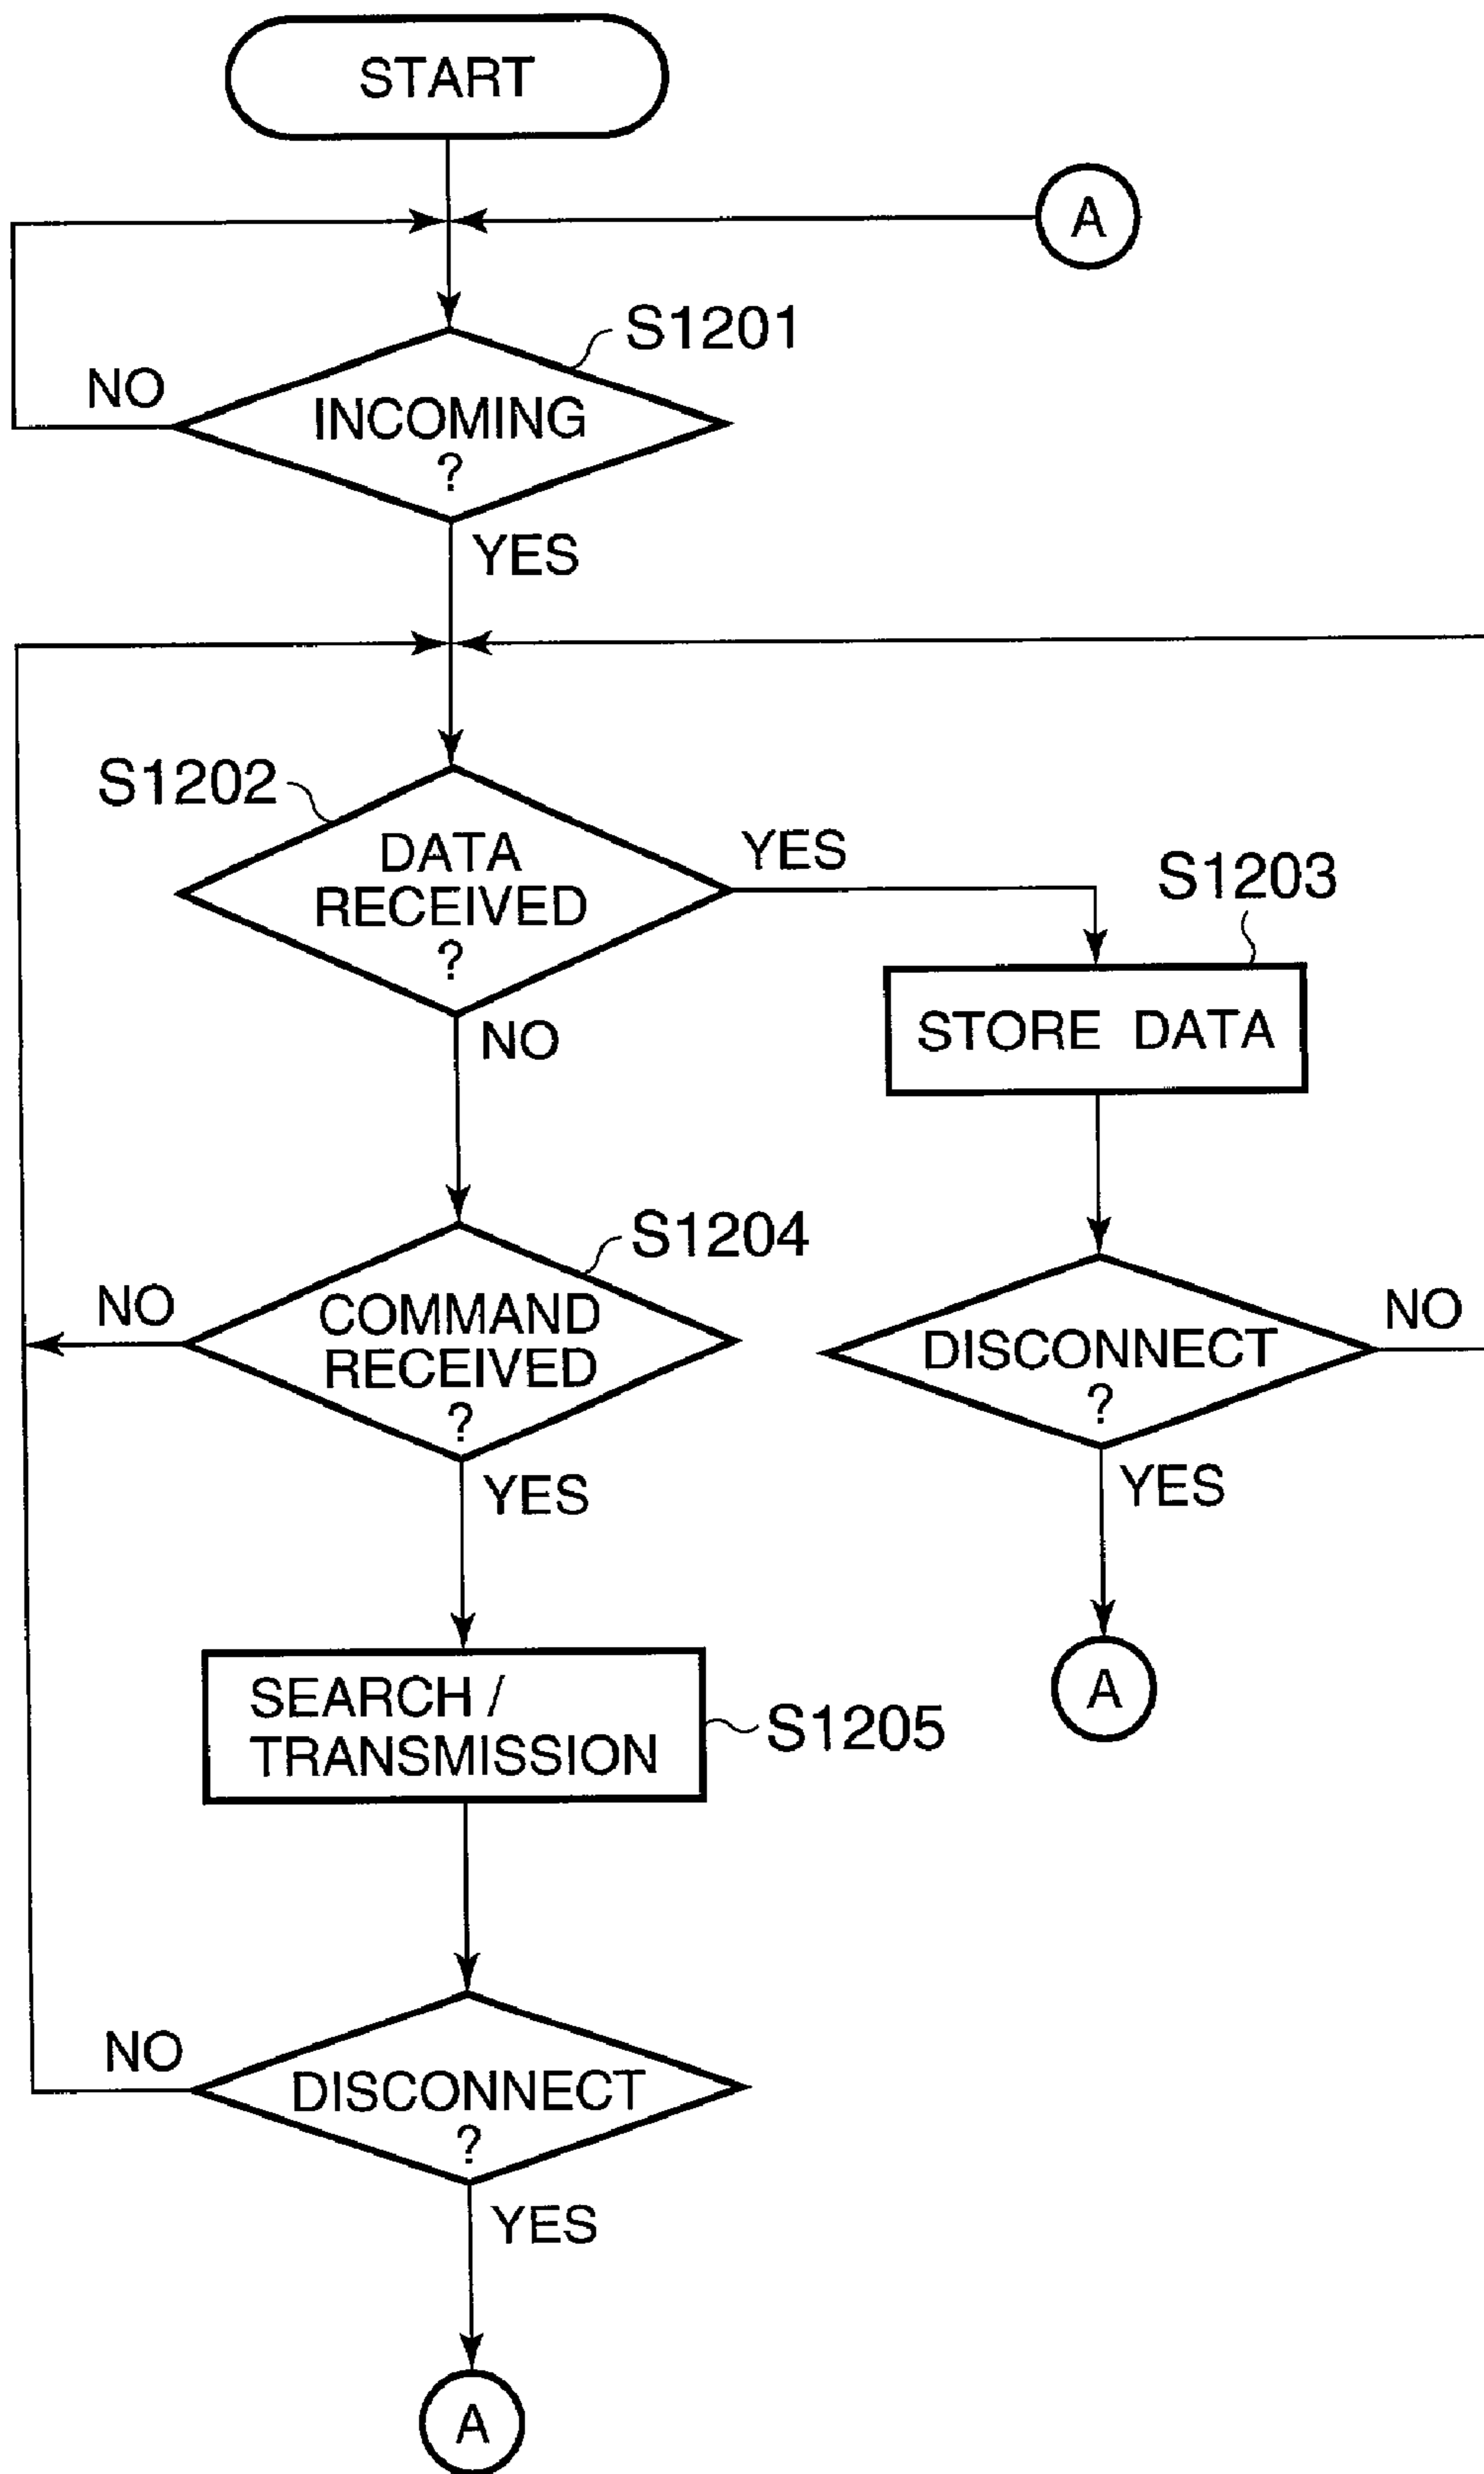 START
A
S1201
NO
INCOMING
?
YES
S1202
DATA
RECEIVED
?
YES
S1203
STORE DATA
NO
S1204
NO
COMMAND
RECEIVED
?
DISCONNECT
?
NO
YES
YES
A
SEARCH /
TRANSMISSION
S1205
NO
DISCONNECT
?
YES
A